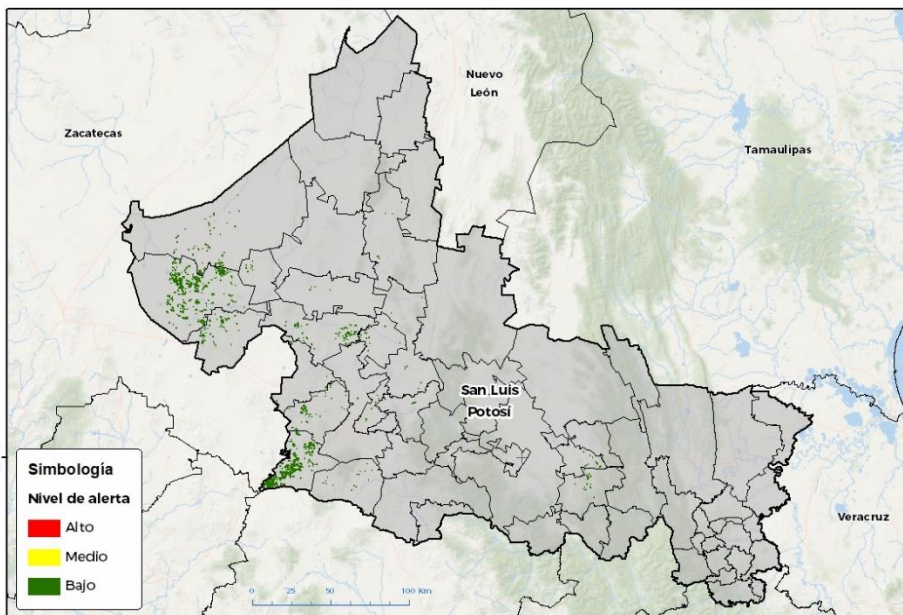 Nuevo
León
Zacatecas
Tamaulipas
San Luis
Potosí
Simbología
Nivel de alerta
Alto
Medio
Bajo
Veracruz
0 25 50 100 Km